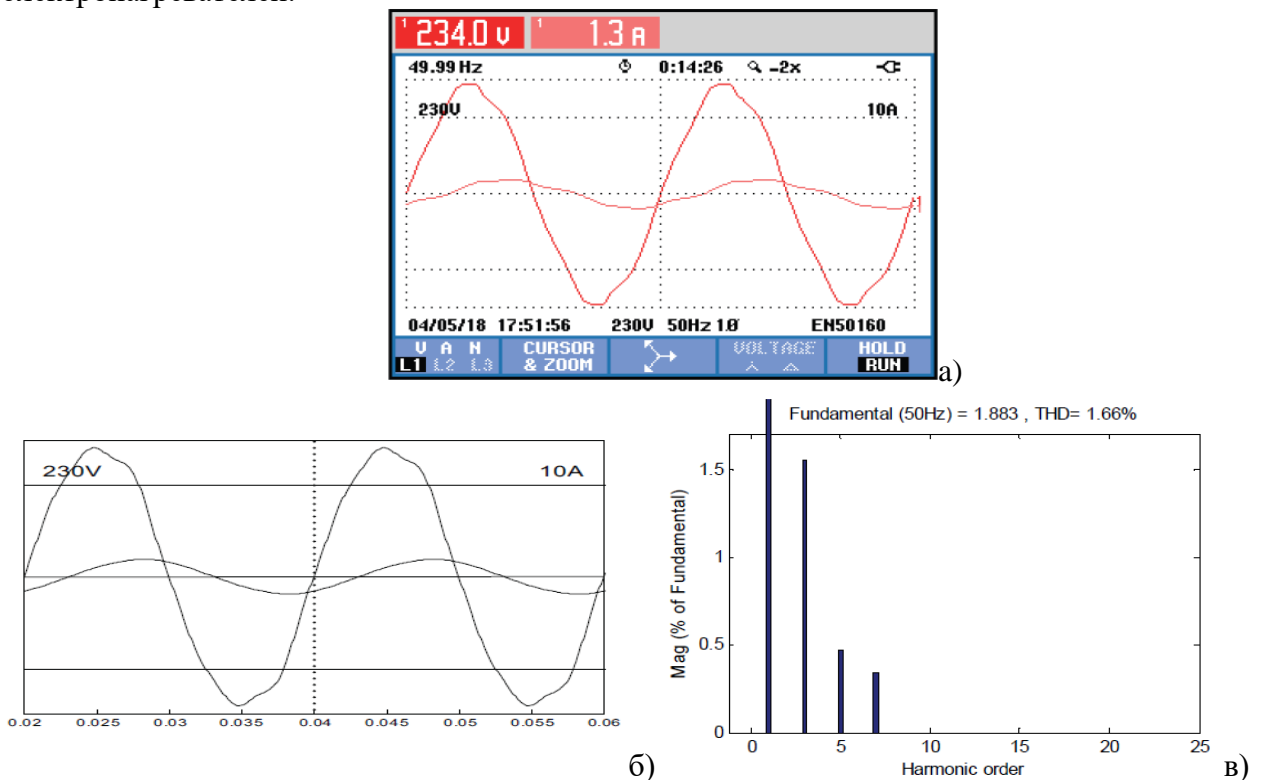 234.0 V 1.3 A
49.99 Hz 0:14:26 -2x
230V 10A
04/05/18 17:51:56 230V 50Hz 1Ø EN50160
V A N CURSOR VOLTAGE HOLD
L1 L2 L3 & ZOOM RUN
а)
230V 10A
0.02 0.025 0.03 0.035 0.04 0.045 0.05 0.055 0.06
б)
Fundamental (50Hz) = 1.883 , THD= 1.66%
Mag (% of Fundamental)
1.5
1
0.5
0
0 5 10 15 20 25
Harmonic order
в)